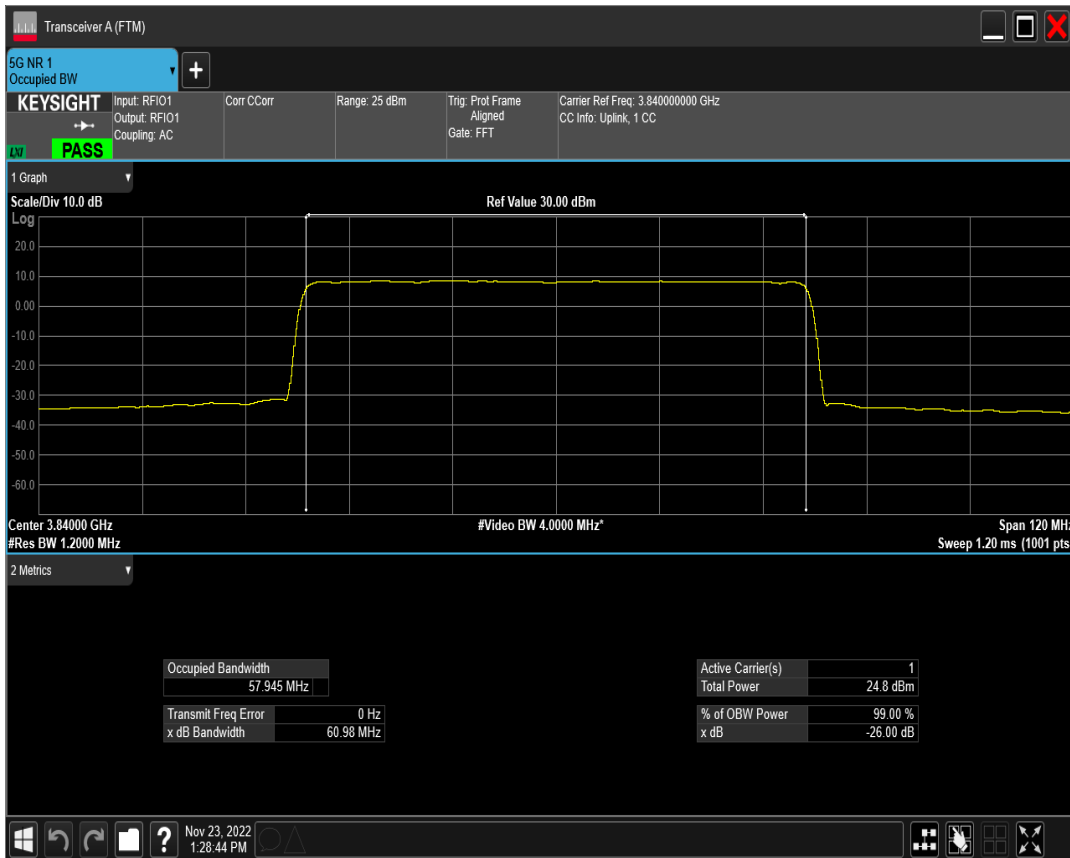 Transceiver A (FTM)
5G NR 1
Occupied BW
+
KEYSIGHT
LXI
PASS
Input: RFIO1
Output: RFIO1
Coupling: AC
Corr CCorr
Range: 25 dBm
Trig: Prot Frame
Aligned
Gate: FFT
Carrier Ref Freq: 3.840000000 GHz
CC Info: Uplink, 1 CC
1 Graph
Scale/Div 10.0 dB
Ref Value 30.00 dBm
Log
20.0
10.0
0.00
-10.0
-20.0
-30.0
-40.0
-50.0
-60.0
Center 3.84000 GHz
#Video BW 4.0000 MHz*
Span 120 MHz
#Res BW 1.2000 MHz
Sweep 1.20 ms (1001 pts
2 Metrics
Occupied Bandwidth
57.945 MHz
Transmit Freq Error 0 Hz
x dB Bandwidth 60.98 MHz
Active Carrier(s) 1
Total Power 24.8 dBm
% of OBW Power 99.00 %
x dB -26.00 dB
?
Nov 23, 2022
1:28:44 PM